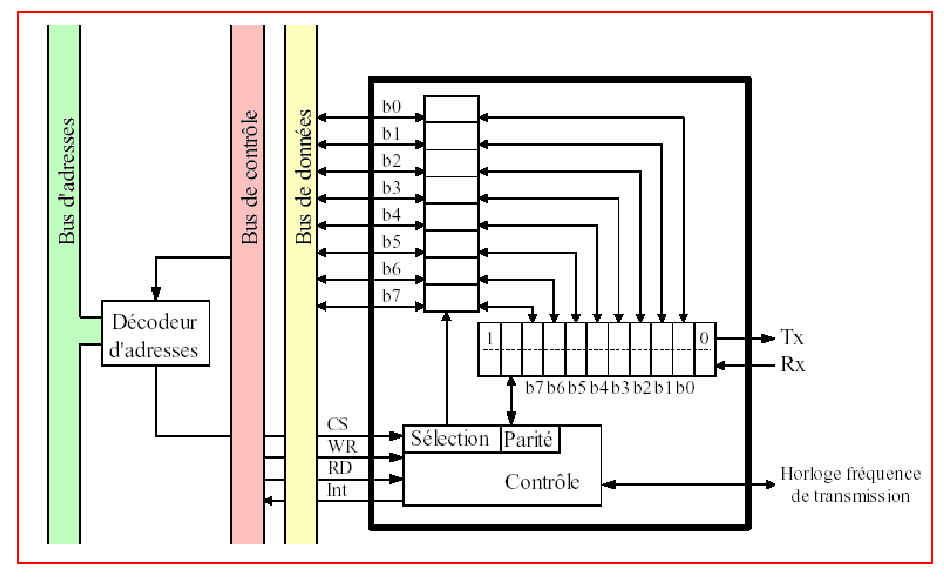 Bus d'adresses
Bus de contrôle
Bus de données
b0
b1
b2
b3
b4
b5
b6
b7
Décodeur
d'adresses
1
0
Tx
Rx
b7 b6 b5 b4 b3 b2 b1 b0
CS
WR
RD
Int
Sélection
Parité
Contrôle
Horloge fréquence
de transmission